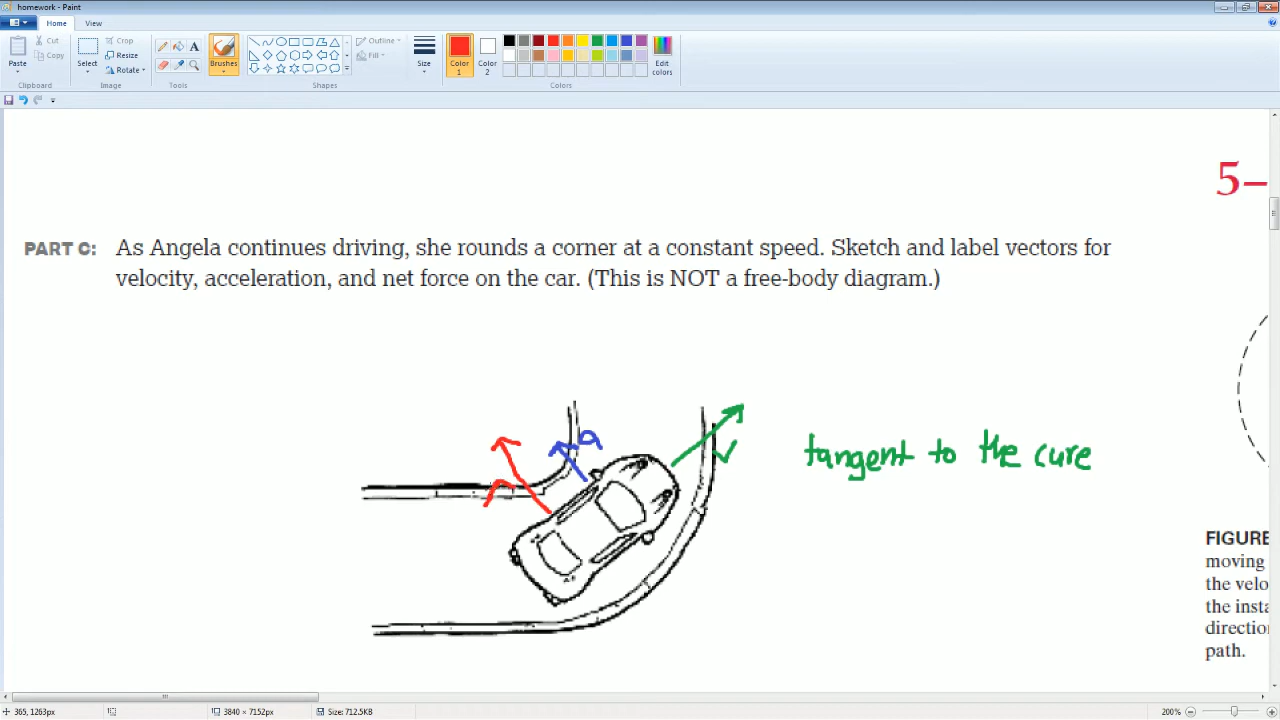 homework - Paint
Home View
Paste
Cut
Copy
Clipboard
Select
Crop
Resize
Rotate
Image
A
Tools
Brushes
Shapes
Outline
Fill
Size
Color 1
Color 2
Edit colors
Colors
5–
PART C: As Angela continues driving, she rounds a corner at a constant speed. Sketch and label vectors for
velocity, acceleration, and net force on the car. (This is NOT a free-body diagram.)
a
v
tangent to the cure
FIGURE
moving
the velo
the insta
direction
path.
365, 1263px
3840 × 7152px
Size: 712.5KB
200%